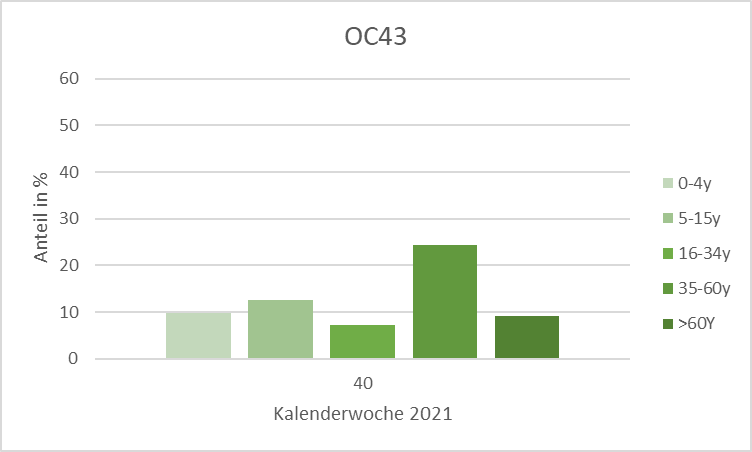 OC43
60
50
40
30
20
10
0
Anteil in %
40
Kalenderwoche 2021
0-4y
5-15y
16-34y
35-60y
>60Y